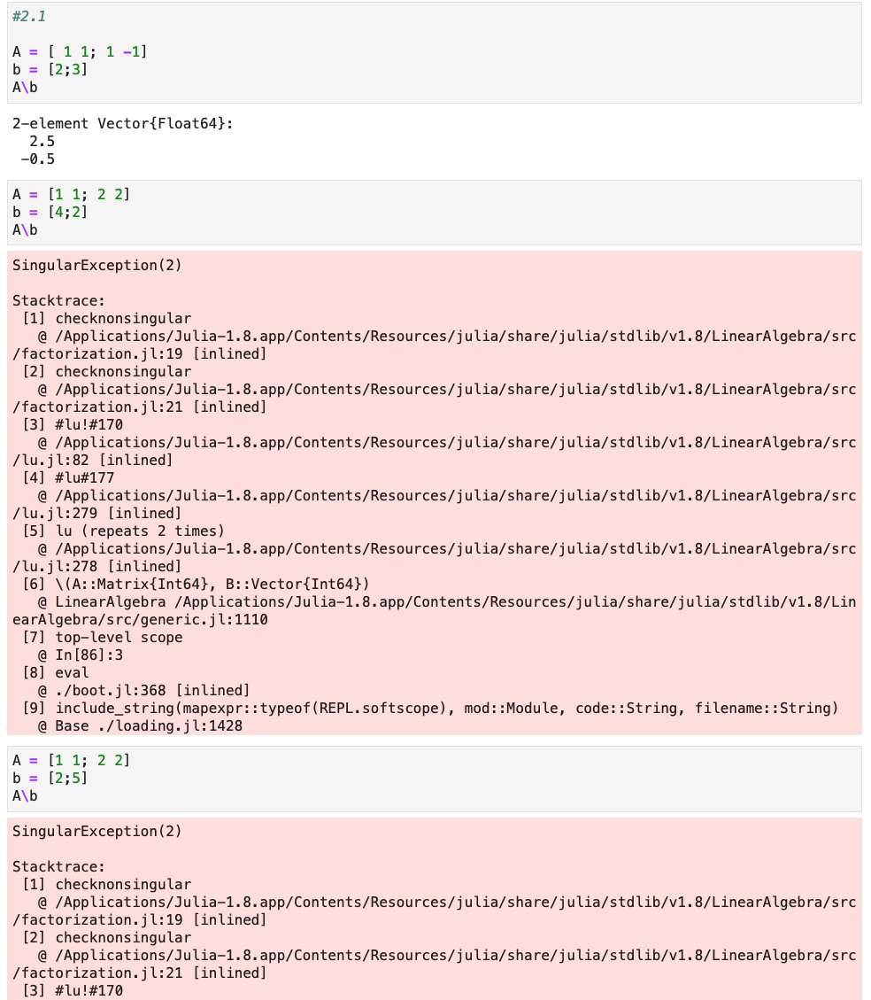 #2.1
A = [ 1 1; 1 -1]
b = [2;3]
A\b
2-element Vector{Float64}:
  2.5
 -0.5
A = [1 1; 2 2]
b = [4;2]
A\b
SingularException(2)
Stacktrace:
 [1] checknonsingular
   @ /Applications/Julia-1.8.app/Contents/Resources/julia/share/julia/stdlib/v1.8/LinearAlgebra/src
/factorization.jl:19 [inlined]
 [2] checknonsingular
   @ /Applications/Julia-1.8.app/Contents/Resources/julia/share/julia/stdlib/v1.8/LinearAlgebra/src
/factorization.jl:21 [inlined]
 [3] #lu!#170
   @ /Applications/Julia-1.8.app/Contents/Resources/julia/share/julia/stdlib/v1.8/LinearAlgebra/src
/lu.jl:82 [inlined]
 [4] #lu#177
   @ /Applications/Julia-1.8.app/Contents/Resources/julia/share/julia/stdlib/v1.8/LinearAlgebra/src
/lu.jl:279 [inlined]
 [5] lu (repeats 2 times)
   @ /Applications/Julia-1.8.app/Contents/Resources/julia/share/julia/stdlib/v1.8/LinearAlgebra/src
/lu.jl:278 [inlined]
 [6] \(A::Matrix{Int64}, B::Vector{Int64})
   @ LinearAlgebra /Applications/Julia-1.8.app/Contents/Resources/julia/share/julia/stdlib/v1.8/Lin
earAlgebra/src/generic.jl:1110
 [7] top-level scope
   @ In[86]:3
 [8] eval
   @ ./boot.jl:368 [inlined]
 [9] include_string(mapexpr::typeof(REPL.softscope), mod::Module, code::String, filename::String)
   @ Base ./loading.jl:1428
A = [1 1; 2 2]
b = [2;5]
A\b
SingularException(2)
Stacktrace:
 [1] checknonsingular
   @ /Applications/Julia-1.8.app/Contents/Resources/julia/share/julia/stdlib/v1.8/LinearAlgebra/src
/factorization.jl:19 [inlined]
 [2] checknonsingular
   @ /Applications/Julia-1.8.app/Contents/Resources/julia/share/julia/stdlib/v1.8/LinearAlgebra/src
/factorization.jl:21 [inlined]
 [3] #lu!#170